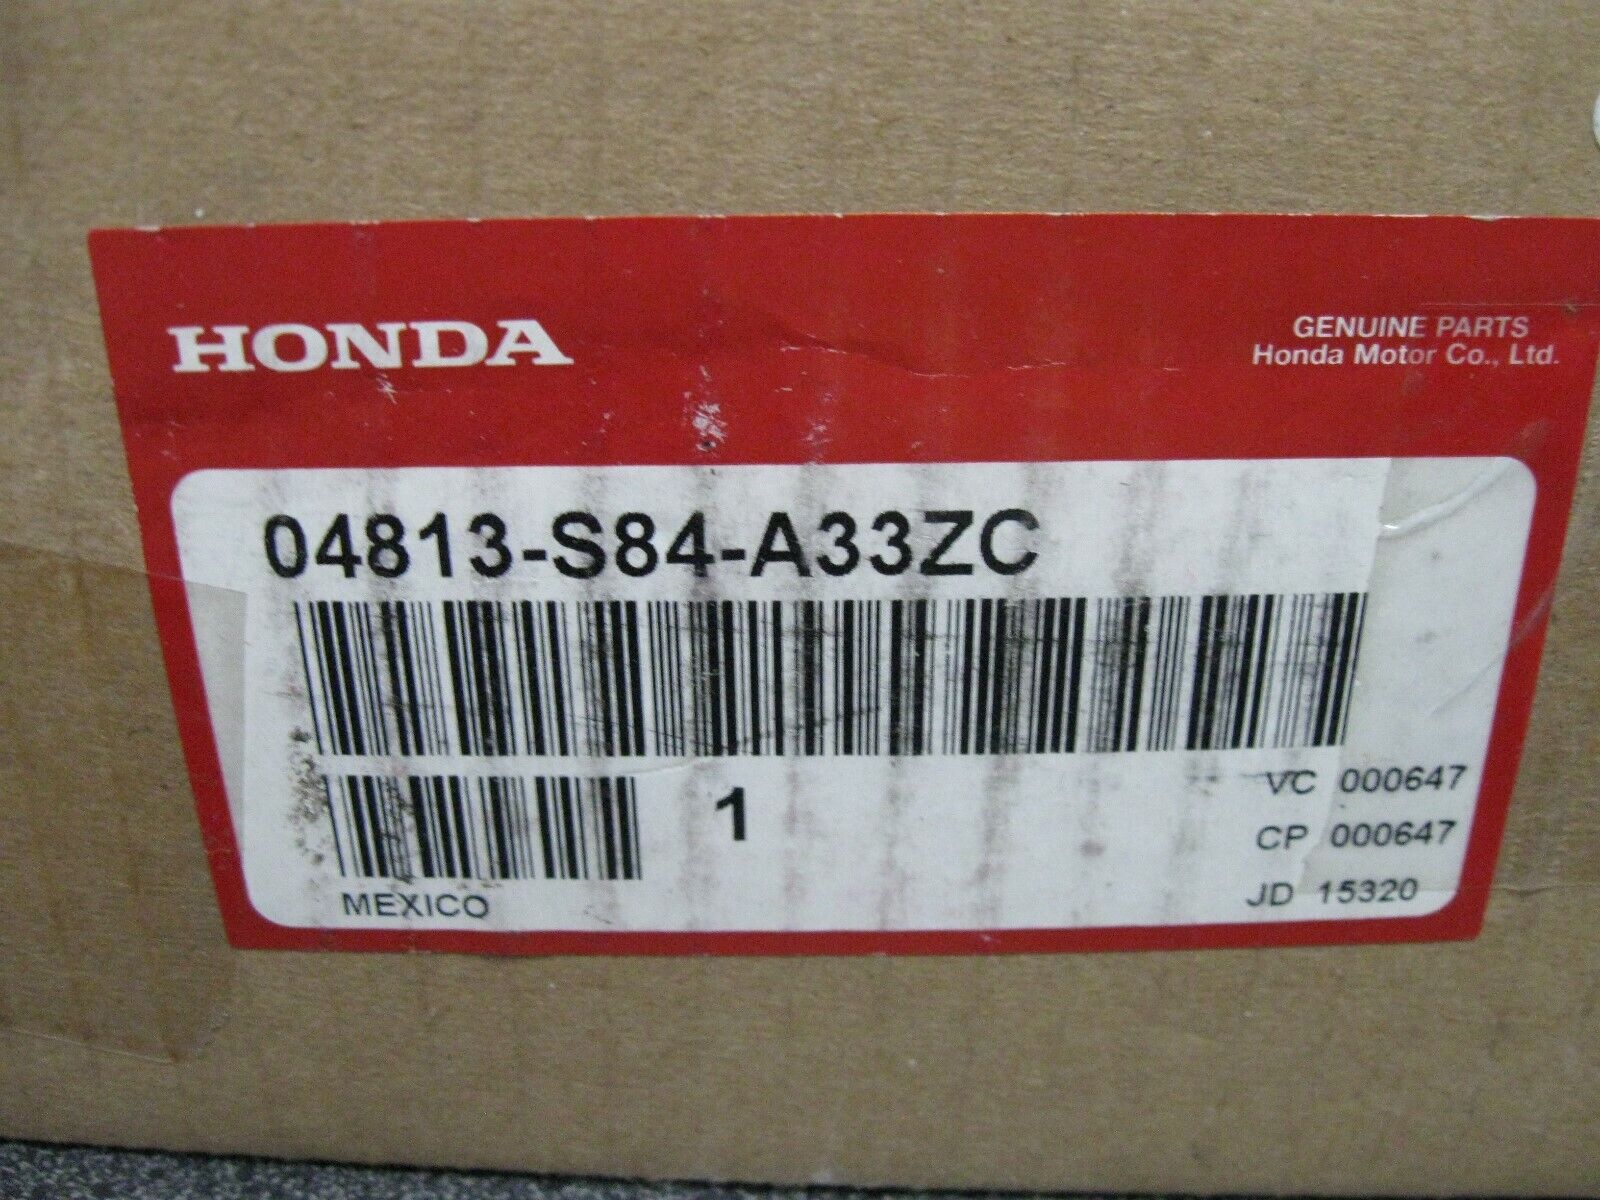 HONDA
GENUINE PARTS
Honda Motor Co., Ltd.
04813-S84-A33ZC
1
VC 000647
CP 000647
MEXICO
JD 15320